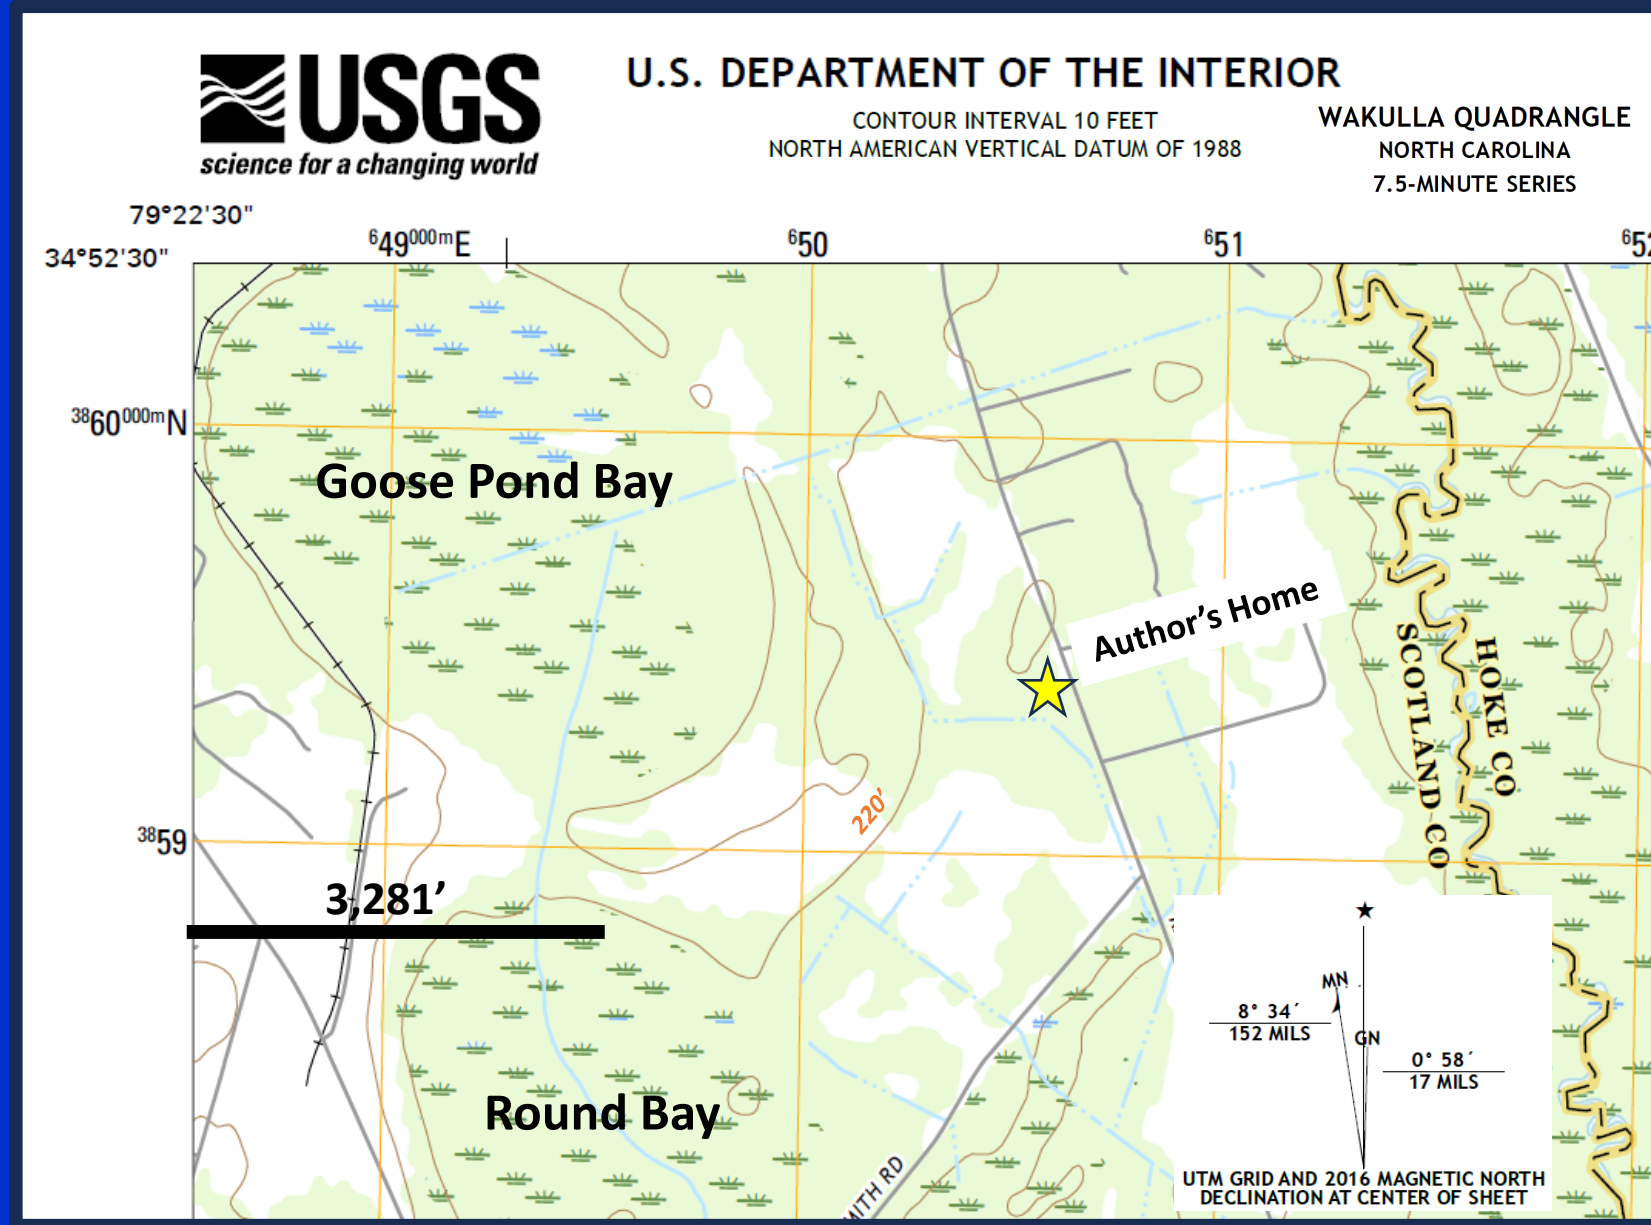 USGS
science for a changing world
U.S. DEPARTMENT OF THE INTERIOR
CONTOUR INTERVAL 10 FEET
NORTH AMERICAN VERTICAL DATUM OF 1988
WAKULLA QUADRANGLE
NORTH CAROLINA
7.5-MINUTE SERIES
79°22'30"
34°52'30"
649000mE
650
651
652
3860000mN
Goose Pond Bay
Author's Home
HOKE CO
SCOTLAND CO
220'
3859
3,281'
MN
8° 34´
152 MILS
GN
0° 58´
17 MILS
Round Bay
UTM GRID AND 2016 MAGNETIC NORTH
DECLINATION AT CENTER OF SHEET